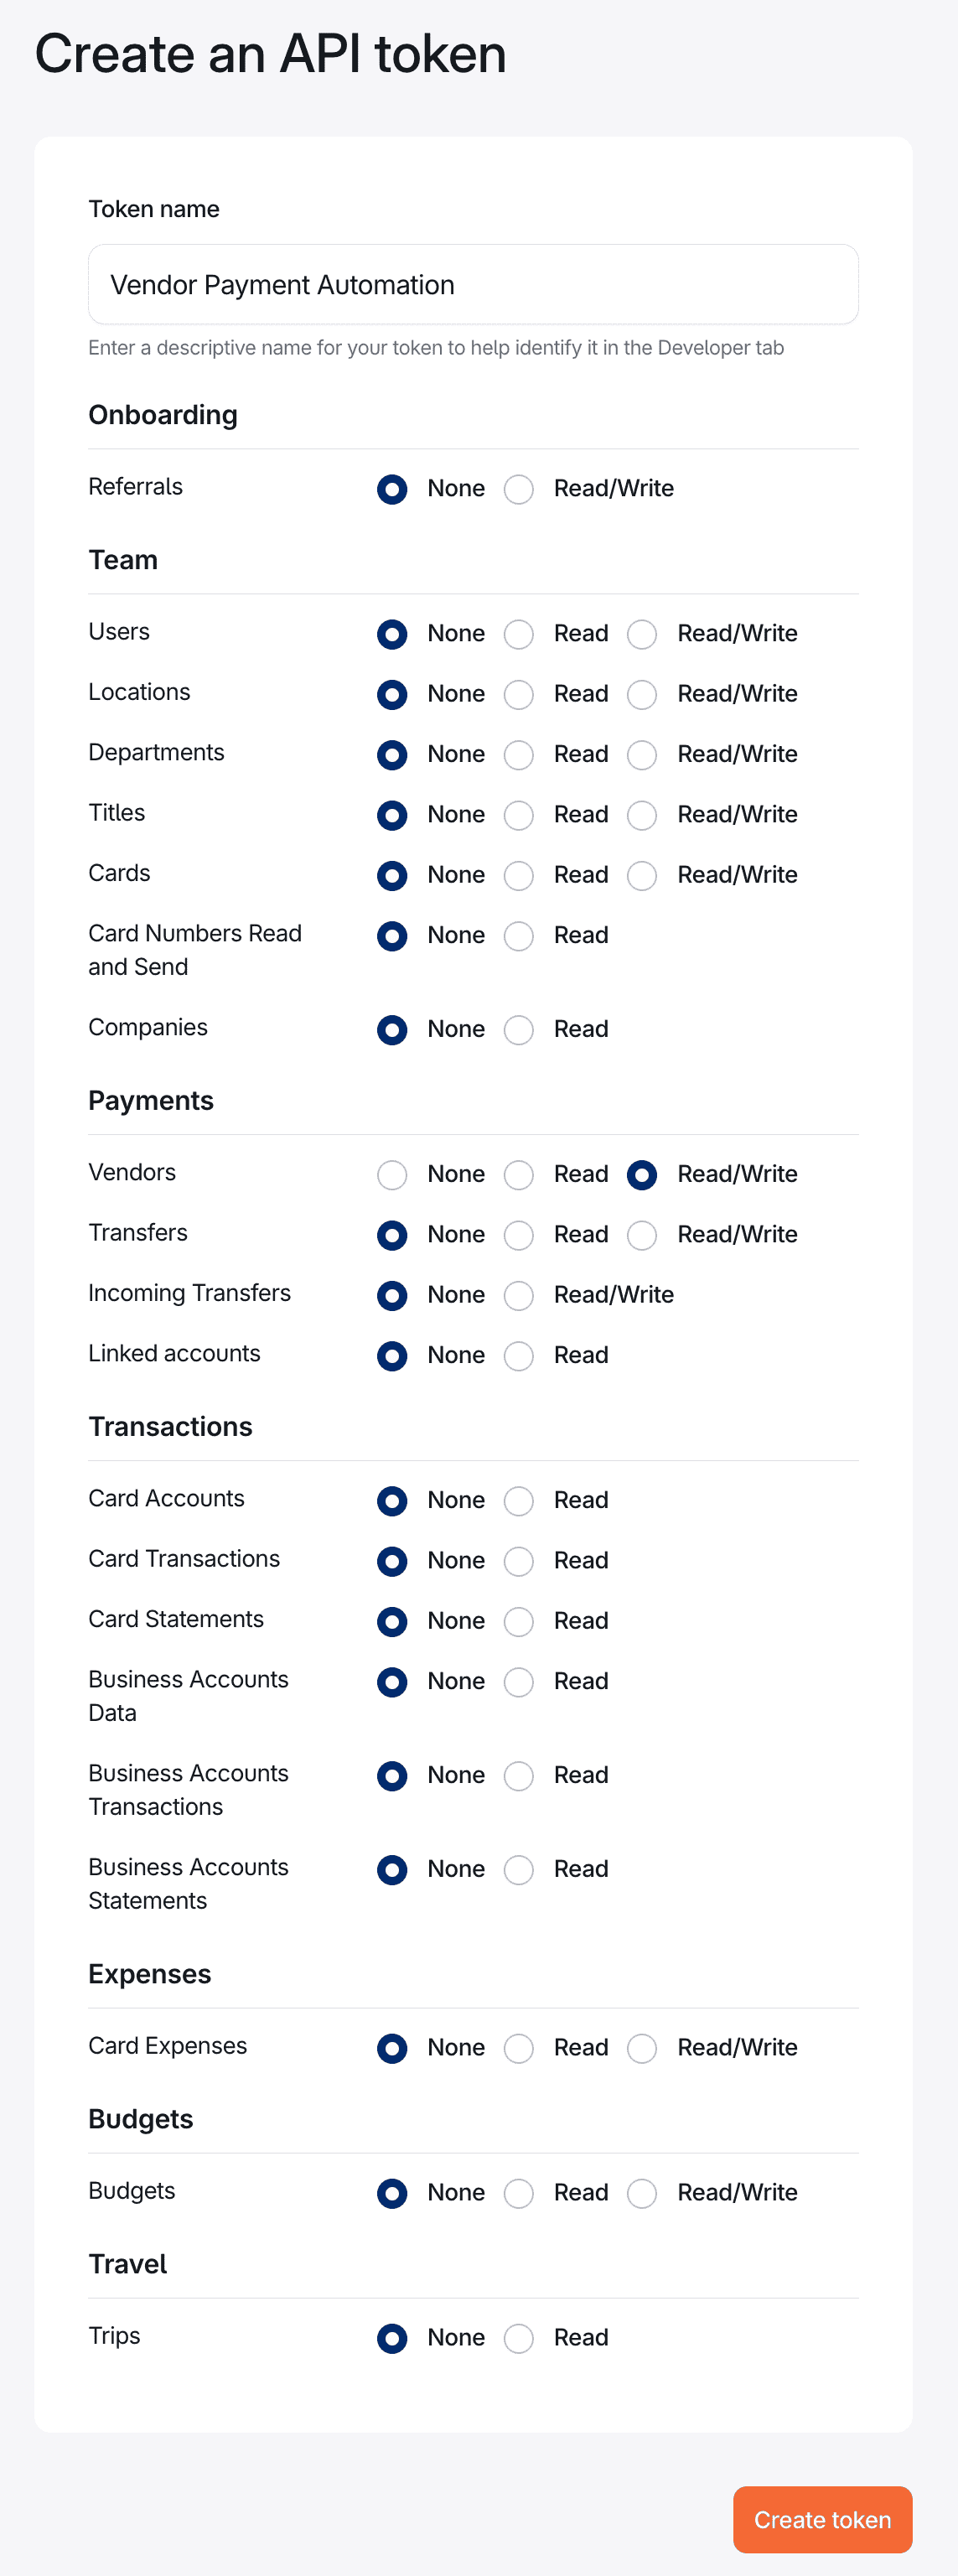 Create an API token
Token name
Vendor Payment Automation
Enter a descriptive name for your token to help identify it in the Developer tab
Onboarding
Referrals None Read/Write
Team
Users None Read Read/Write
Locations None Read Read/Write
Departments None Read Read/Write
Titles None Read Read/Write
Cards None Read Read/Write
Card Numbers Read None Read
and Send
Companies None Read
Payments
Vendors None Read Read/Write
Transfers None Read Read/Write
Incoming Transfers None Read/Write
Linked accounts None Read
Transactions
Card Accounts None Read
Card Transactions None Read
Card Statements None Read
Business Accounts None Read
Data
Business Accounts None Read
Transactions
Business Accounts None Read
Statements
Expenses
Card Expenses None Read Read/Write
Budgets
Budgets None Read Read/Write
Travel
Trips None Read
Create token